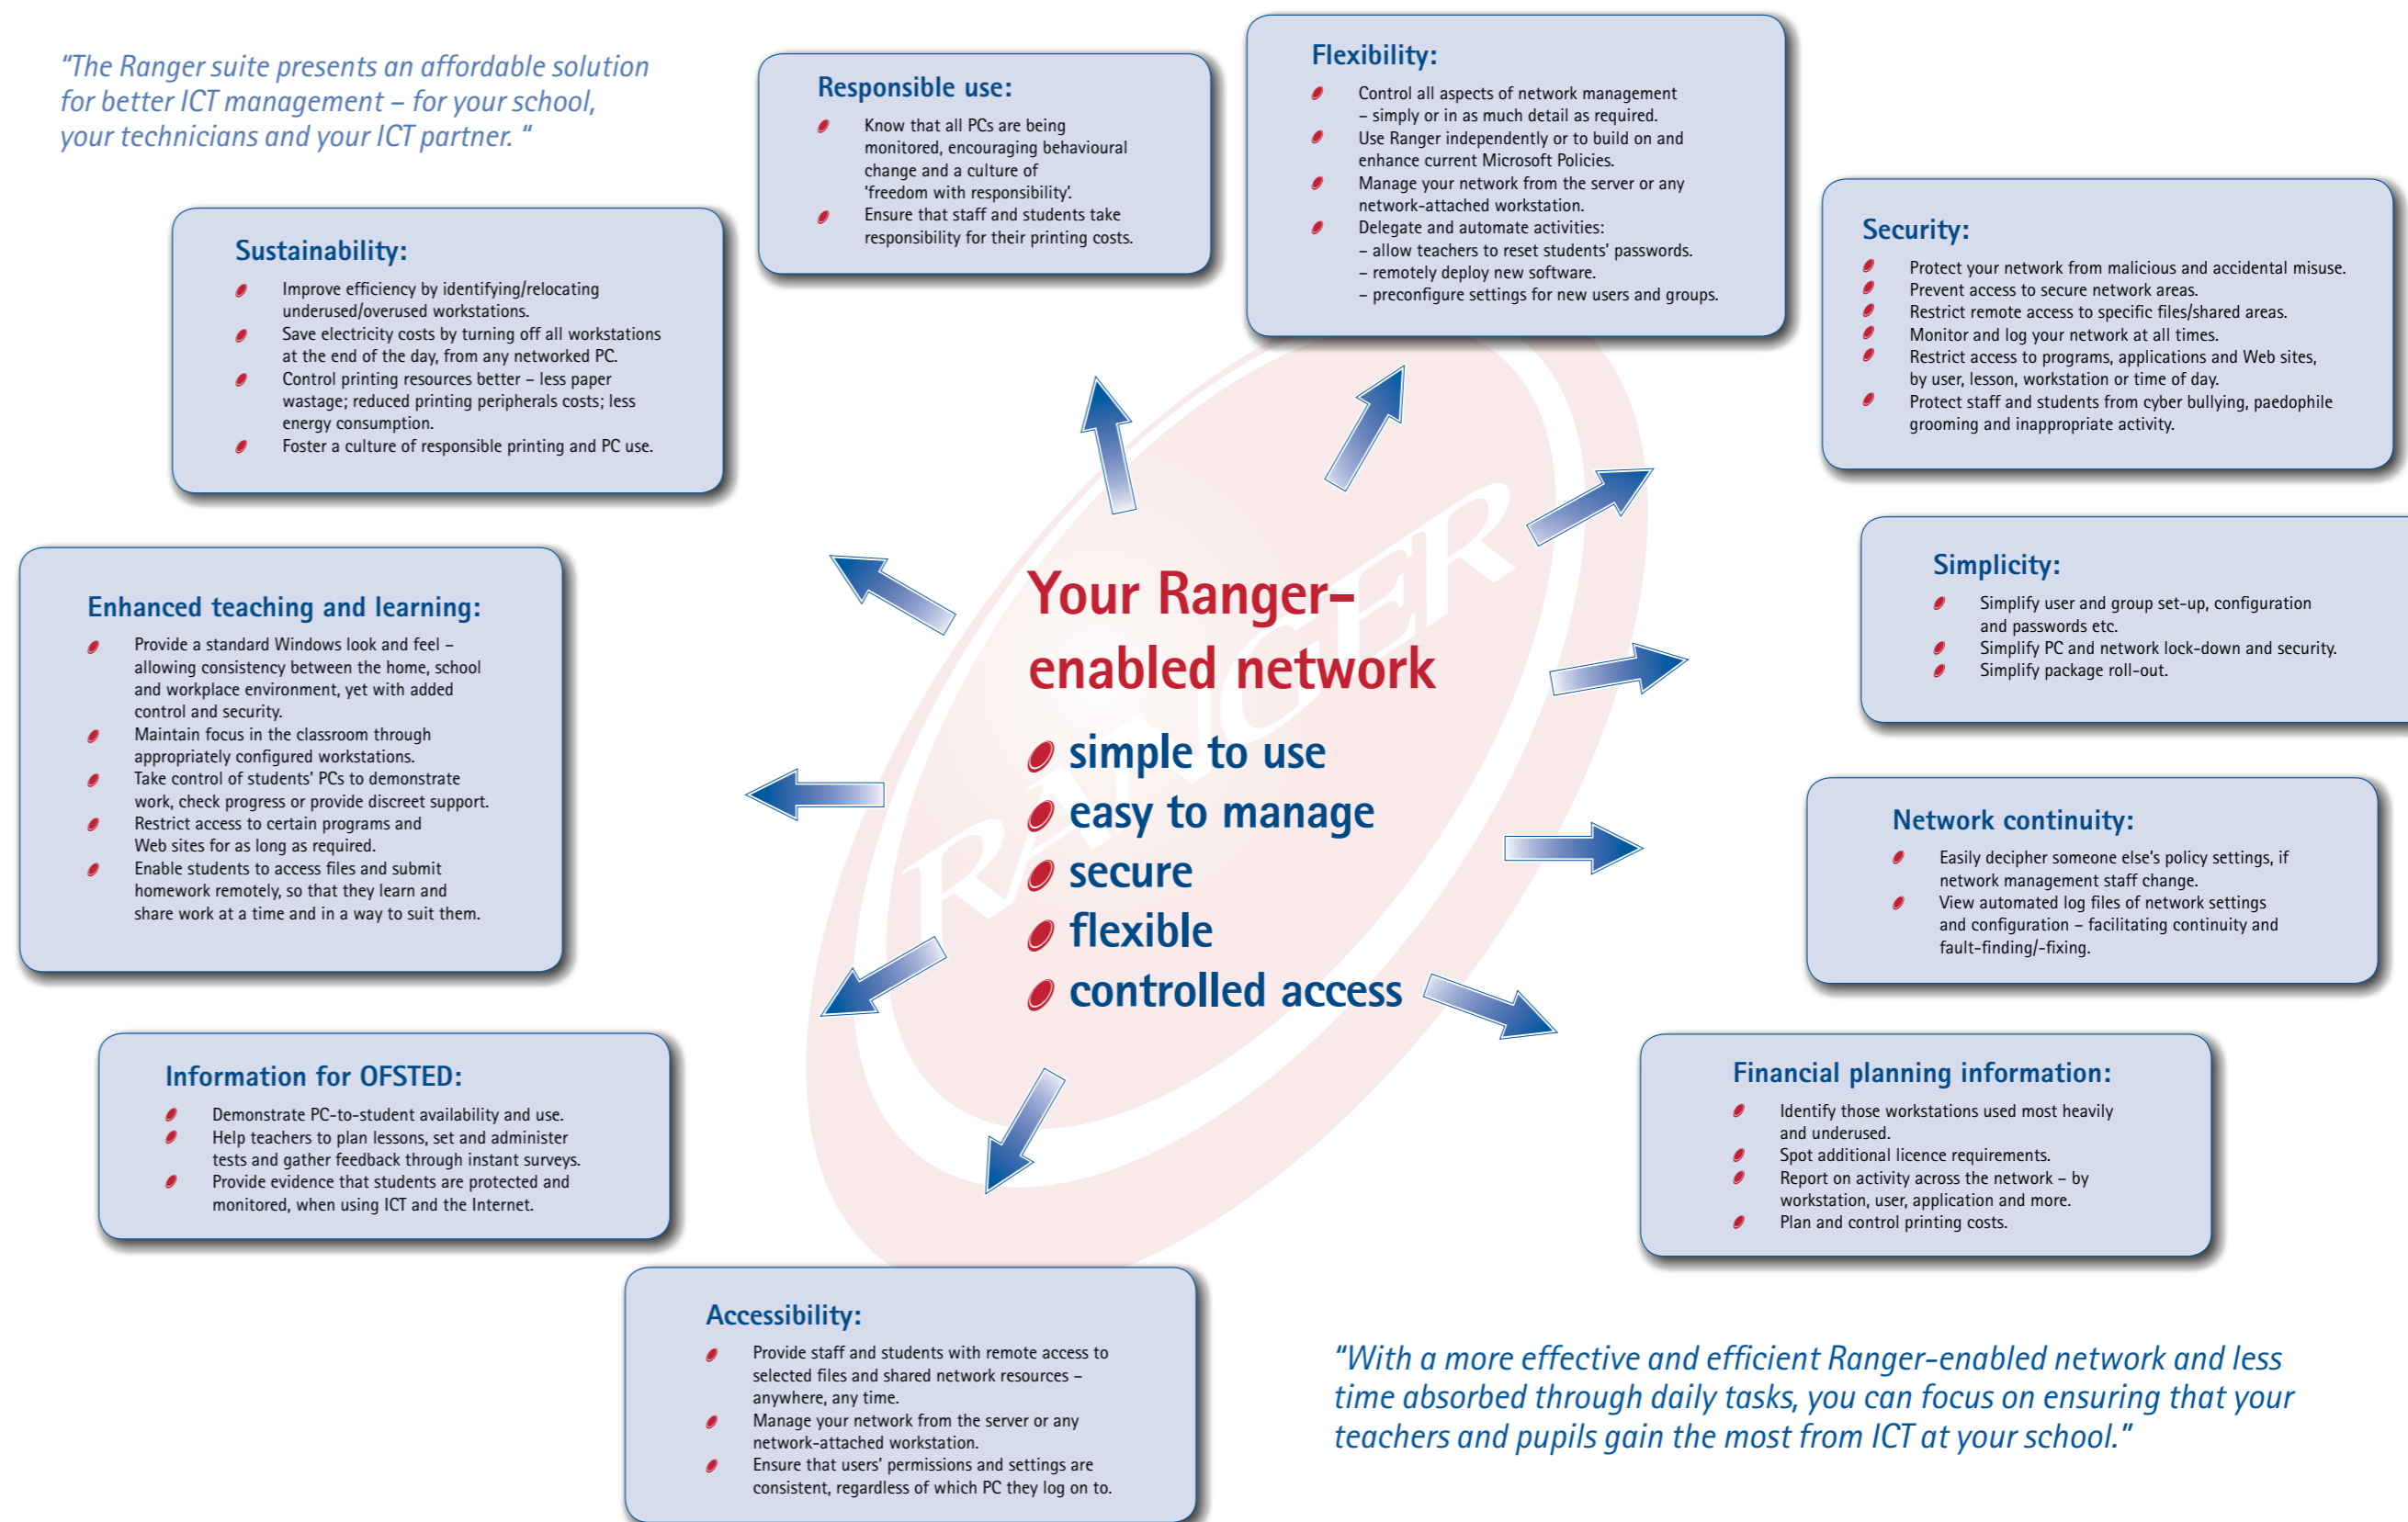 "The Ranger suite presents an affordable solution
for better ICT management – for your school,
your technicians and your ICT partner. "
Responsible use:
Know that all PCs are being
monitored, encouraging behavioural
change and a culture of
'freedom with responsibility'.
Ensure that staff and students take
responsibility for their printing costs.
Flexibility:
Control all aspects of network management
– simply or in as much detail as required.
Use Ranger independently or to build on and
enhance current Microsoft Policies.
Manage your network from the server or any
network-attached workstation.
Delegate and automate activities:
– allow teachers to reset students' passwords.
– remotely deploy new software.
– preconfigure settings for new users and groups.
Security:
Protect your network from malicious and accidental misuse.
Prevent access to secure network areas.
Restrict remote access to specific files/shared areas.
Monitor and log your network at all times.
Restrict access to programs, applications and Web sites,
by user, lesson, workstation or time of day.
Protect staff and students from cyber bullying, paedophile
grooming and inappropriate activity.
Sustainability:
Improve efficiency by identifying/relocating
underused/overused workstations.
Save electricity costs by turning off all workstations
at the end of the day, from any networked PC.
Control printing resources better – less paper
wastage; reduced printing peripherals costs; less
energy consumption.
Foster a culture of responsible printing and PC use.
Simplicity:
Simplify user and group set-up, configuration
and passwords etc.
Simplify PC and network lock-down and security.
Simplify package roll-out.
Enhanced teaching and learning:
Provide a standard Windows look and feel –
allowing consistency between the home, school
and workplace environment, yet with added
control and security.
Maintain focus in the classroom through
appropriately configured workstations.
Take control of students' PCs to demonstrate
work, check progress or provide discreet support.
Restrict access to certain programs and
Web sites for as long as required.
Enable students to access files and submit
homework remotely, so that they learn and
share work at a time and in a way to suit them.
RANGER
Your Ranger-
enabled network
simple to use
easy to manage
secure
flexible
controlled access
Network continuity:
Easily decipher someone else's policy settings, if
network management staff change.
View automated log files of network settings
and configuration – facilitating continuity and
fault-finding/-fixing.
Information for OFSTED:
Demonstrate PC-to-student availability and use.
Help teachers to plan lessons, set and administer
tests and gather feedback through instant surveys.
Provide evidence that students are protected and
monitored, when using ICT and the Internet.
Financial planning information:
Identify those workstations used most heavily
and underused.
Spot additional licence requirements.
Report on activity across the network – by
workstation, user, application and more.
Plan and control printing costs.
Accessibility:
Provide staff and students with remote access to
selected files and shared network resources –
anywhere, any time.
Manage your network from the server or any
network-attached workstation.
Ensure that users' permissions and settings are
consistent, regardless of which PC they log on to.
"With a more effective and efficient Ranger-enabled network and less
time absorbed through daily tasks, you can focus on ensuring that your
teachers and pupils gain the most from ICT at your school."